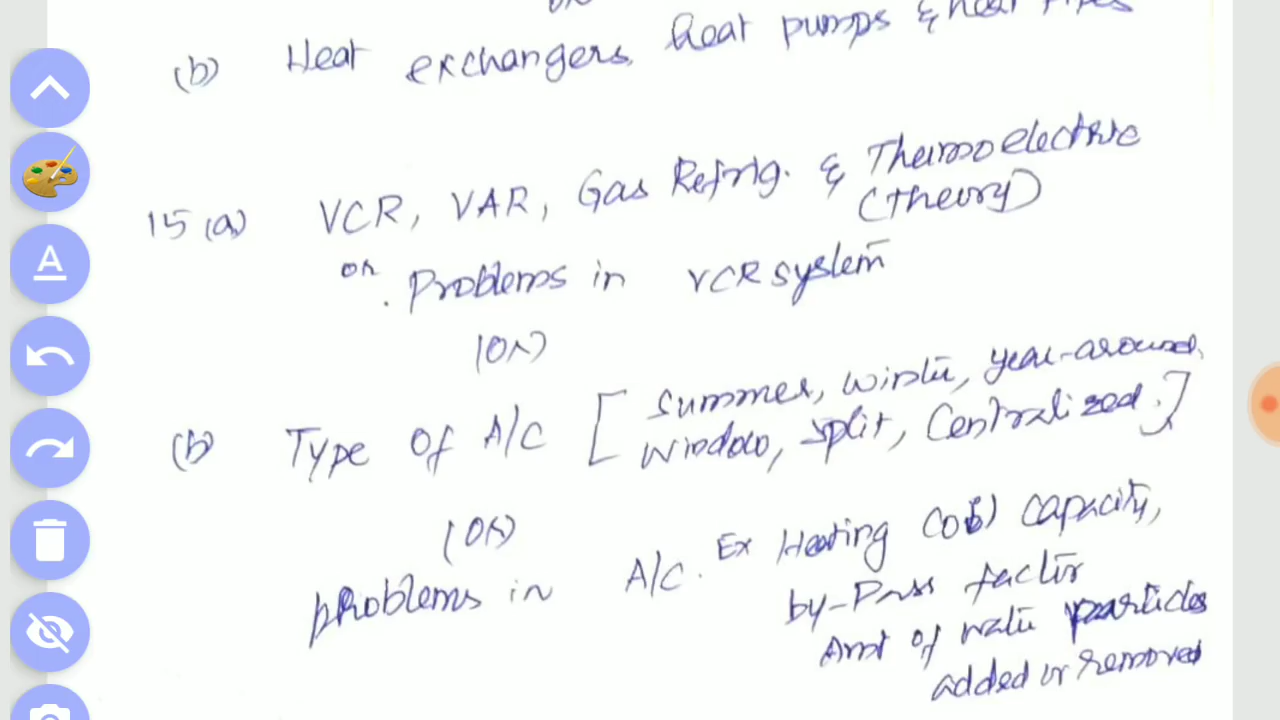 (b) Heat exchangers, heat pumps & heat pipes
15 (a) VCR, VAR, Gas Refrig. & Thermoelectric
(theory)
or
. Problems in VCR system
(or)
(b) Type of A/C [ Summer, winter, year-around,
window, split, Centralized.]
(or)
problems in A/C. Ex Heating coil capacity,
by-Pass factor
Amt of water particles
added or removed
A